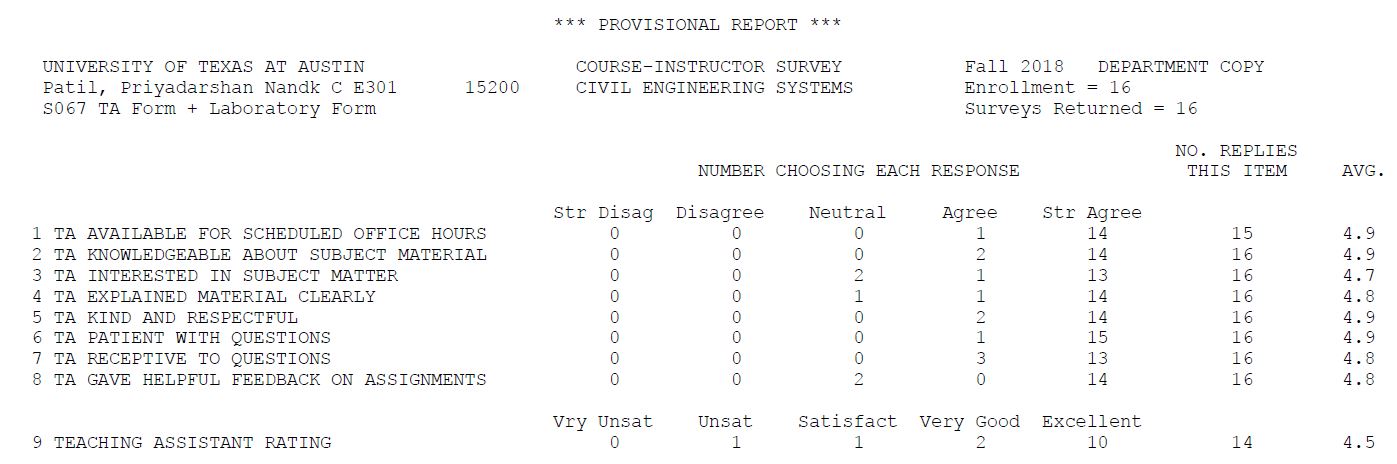 *** PROVISIONAL REPORT ***
UNIVERSITY OF TEXAS AT AUSTIN COURSE-INSTRUCTOR SURVEY Fall 2018 DEPARTMENT COPY
Patil, Priyadarshan Nandk C E301 15200 CIVIL ENGINEERING SYSTEMS Enrollment = 16
S067 TA Form + Laboratory Form Surveys Returned = 16
NO. REPLIES
NUMBER CHOOSING EACH RESPONSE THIS ITEM AVG.
Str Disag Disagree Neutral Agree Str Agree
1 TA AVAILABLE FOR SCHEDULED OFFICE HOURS 0 0 0 1 14 15 4.9
2 TA KNOWLEDGEABLE ABOUT SUBJECT MATERIAL 0 0 0 2 14 16 4.9
3 TA INTERESTED IN SUBJECT MATTER 0 0 2 1 13 16 4.7
4 TA EXPLAINED MATERIAL CLEARLY 0 0 1 1 14 16 4.8
5 TA KIND AND RESPECTFUL 0 0 0 2 14 16 4.9
6 TA PATIENT WITH QUESTIONS 0 0 0 1 15 16 4.9
7 TA RECEPTIVE TO QUESTIONS 0 0 0 3 13 16 4.8
8 TA GAVE HELPFUL FEEDBACK ON ASSIGNMENTS 0 0 2 0 14 16 4.8
Vry Unsat Unsat Satisfact Very Good Excellent
9 TEACHING ASSISTANT RATING 0 1 1 2 10 14 4.5